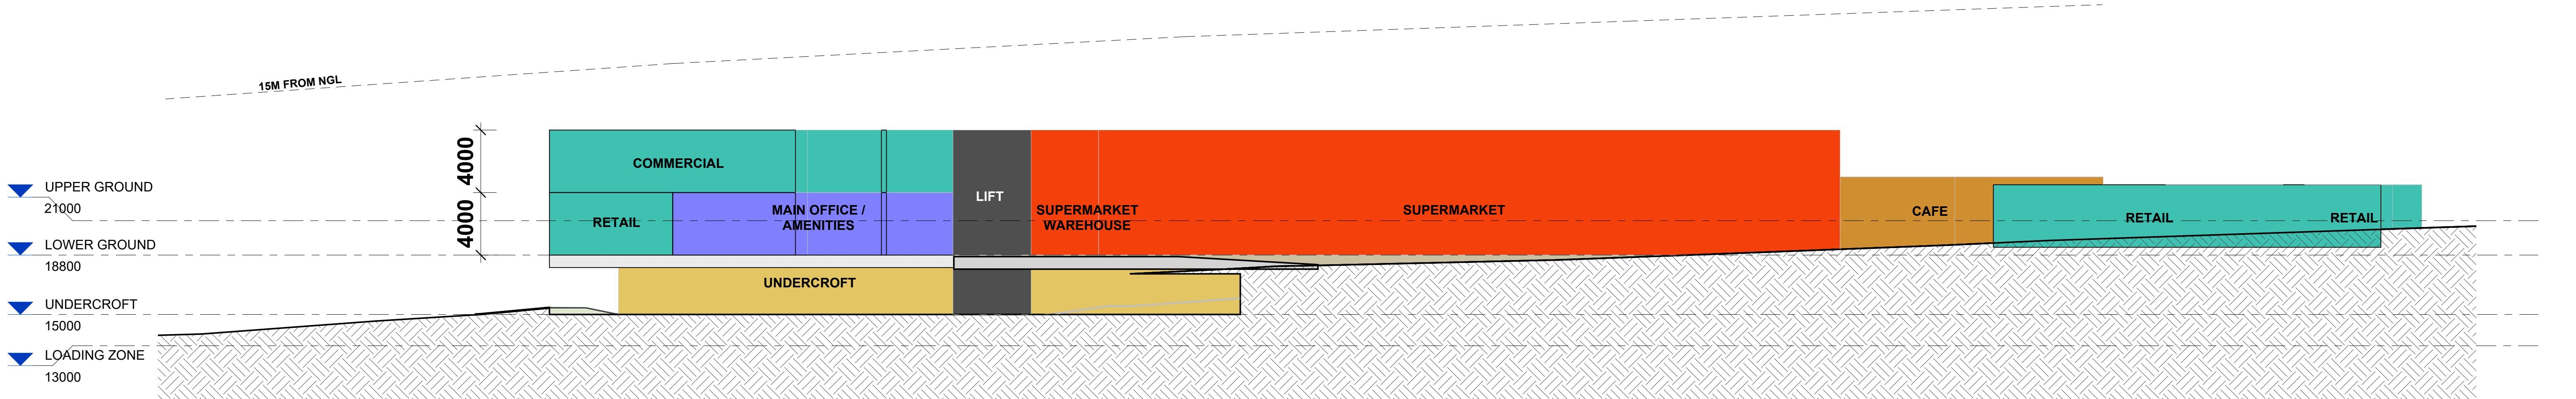 15M FROM NGL
4000
COMMERCIAL
UPPER GROUND
21000
4000
RETAIL
MAIN OFFICE /
AMENITIES
LIFT
SUPERMARKET
WAREHOUSE
SUPERMARKET
CAFE
RETAIL
RETAIL
LOWER GROUND
18800
UNDERCROFT
UNDERCROFT
15000
LOADING ZONE
13000